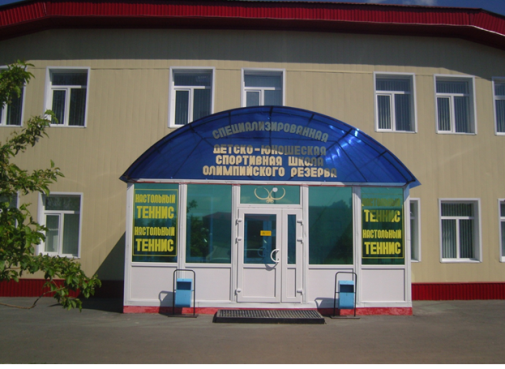 СПЕЦИАЛИЗИРОВАННАЯ
ДЕТСКО-ЮНОШЕСКАЯ
СПОРТИВНАЯ ШКОЛА
ОЛИМПИЙСКОГО РЕЗЕРВА
НАСТОЛЬНЫЙ
ТЕННИС
НАСТОЛЬНЫЙ
ТЕННИС
НАСТОЛЬНЫЙ
ТЕННИС
НАСТОЛЬНЫЙ
ТЕННИС